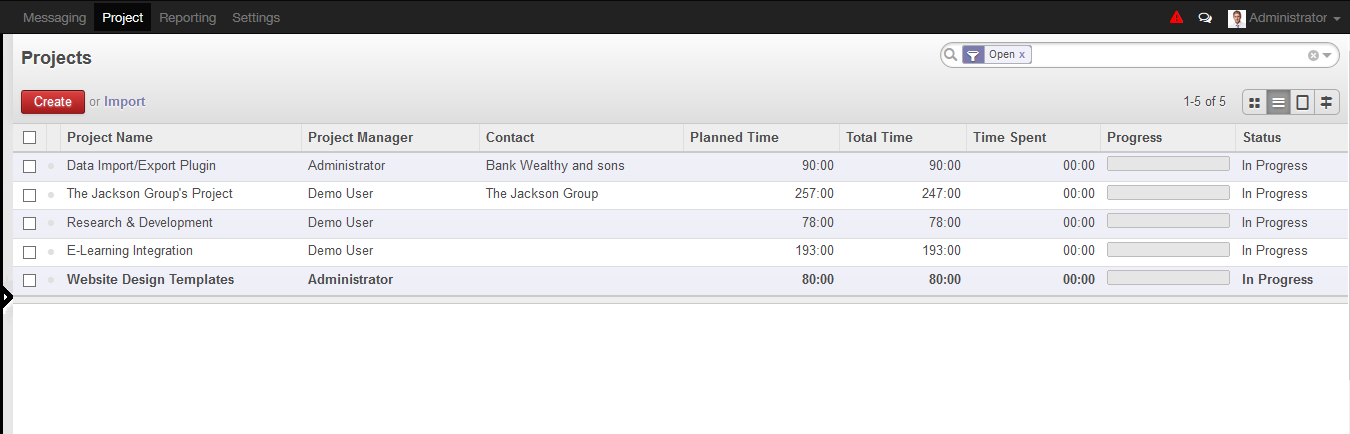 Messaging Project Reporting Settings Administrator
Projects Open x
Create or Import 1-5 of 5
Project Name Project Manager Contact Planned Time Total Time Time Spent Progress Status
Data Import/Export Plugin Administrator Bank Wealthy and sons 90:00 90:00 00:00 In Progress
The Jackson Group's Project Demo User The Jackson Group 257:00 247:00 00:00 In Progress
Research & Development Demo User 78:00 78:00 00:00 In Progress
E-Learning Integration Demo User 193:00 193:00 00:00 In Progress
Website Design Templates Administrator 80:00 80:00 00:00 In Progress